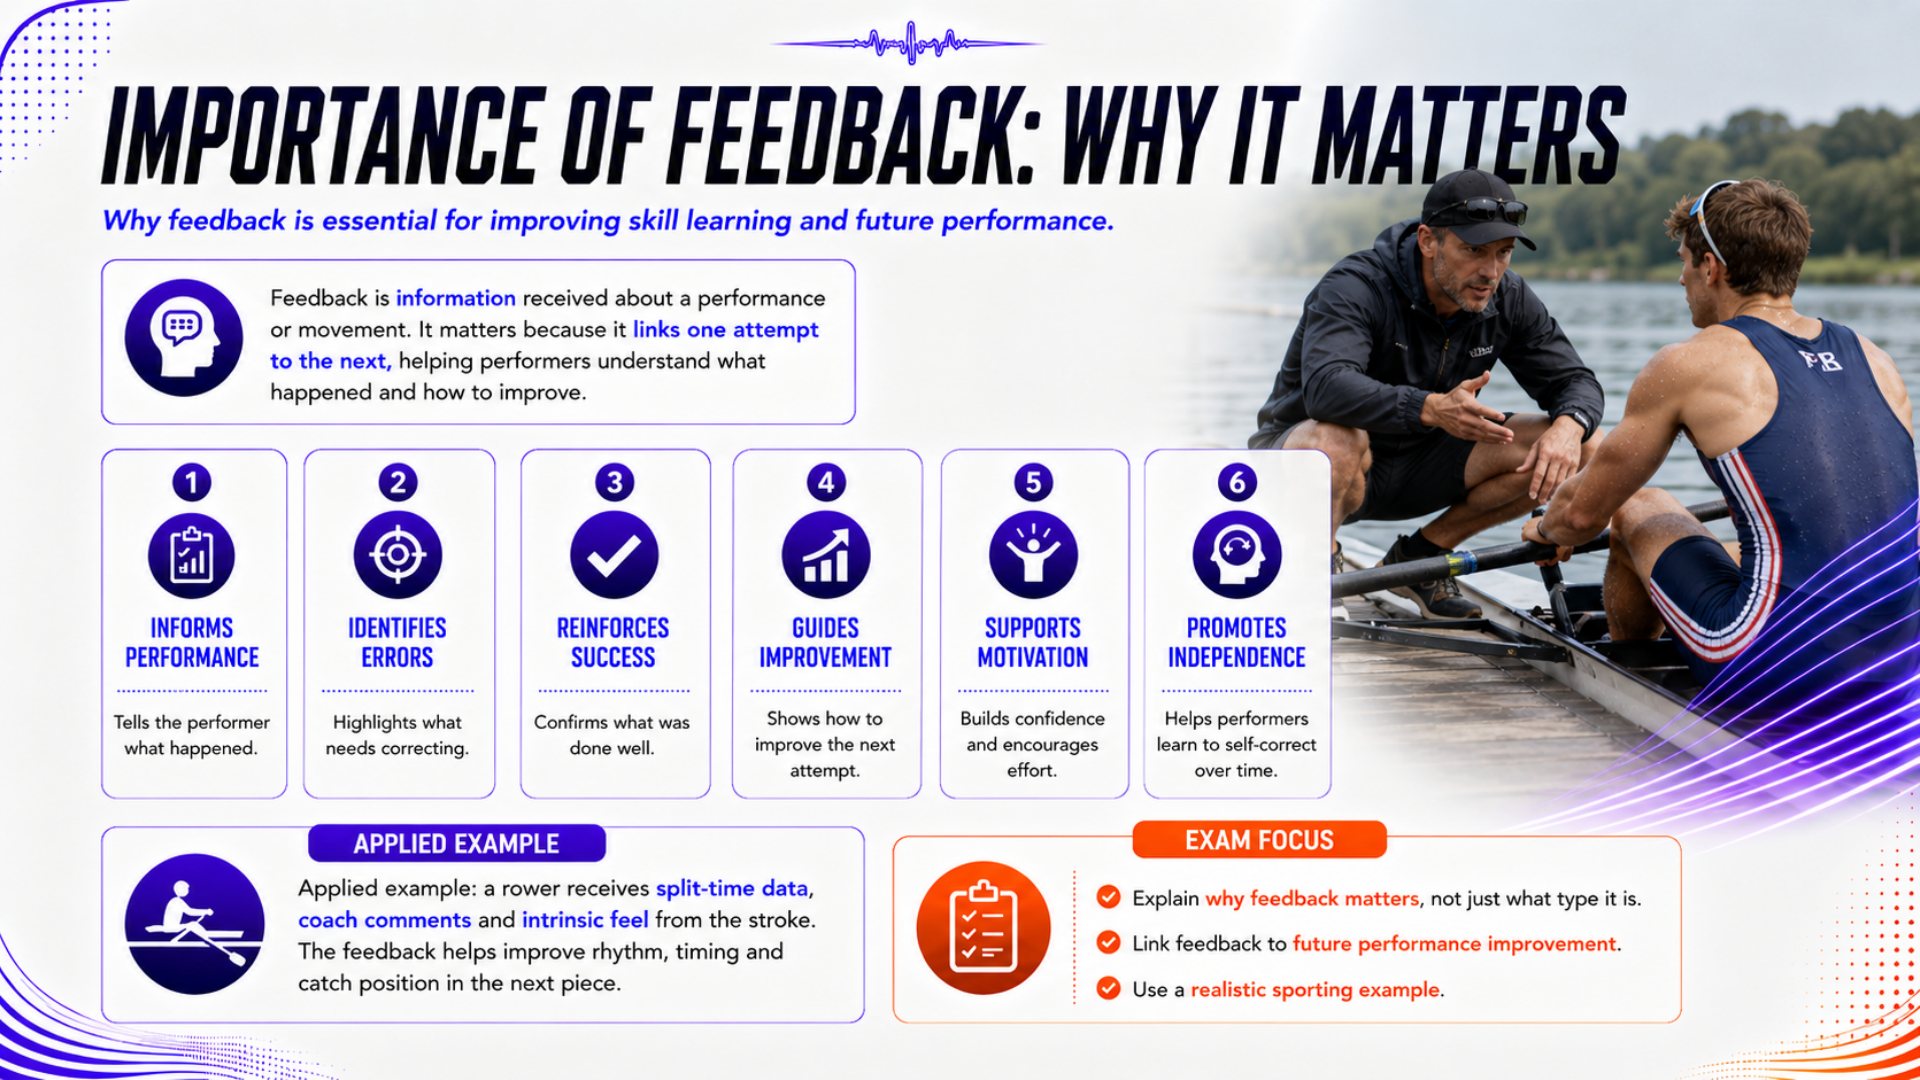 IMPORTANCE OF FEEDBACK: WHY IT MATTERS
Why feedback is essential for improving skill learning and future performance.
Feedback is information received about a performance
or movement. It matters because it links one attempt
to the next, helping performers understand what
happened and how to improve.
1
INFORMS
PERFORMANCE
Tells the performer
what happened.
2
IDENTIFIES
ERRORS
Highlights what
needs correcting.
3
REINFORCES
SUCCESS
Confirms what was
done well.
4
GUIDES
IMPROVEMENT
Shows how to
improve the next
attempt.
5
SUPPORTS
MOTIVATION
Builds confidence
and encourages
effort.
6
PROMOTES
INDEPENDENCE
Helps performers
learn to self-correct
over time.
APPLIED EXAMPLE
Applied example: a rower receives split-time data,
coach comments and intrinsic feel from the stroke.
The feedback helps improve rhythm, timing and
catch position in the next piece.
EXAM FOCUS
Explain why feedback matters, not just what type it is.
Link feedback to future performance improvement.
Use a realistic sporting example.